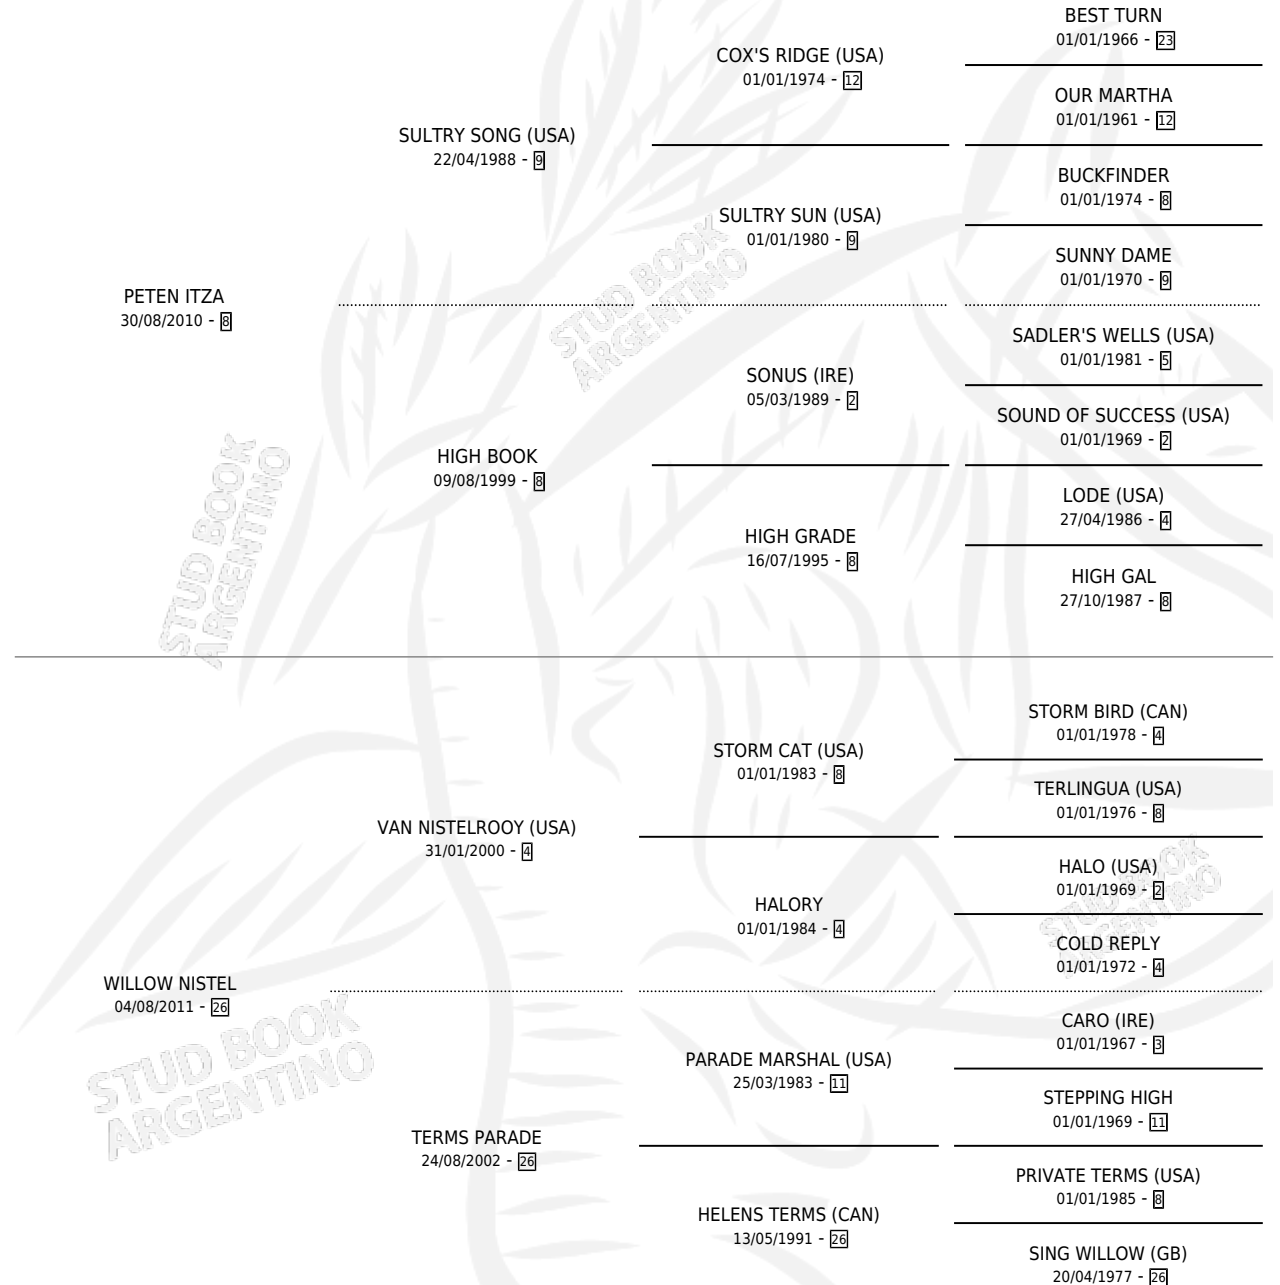 BEST TURN
01/01/1966 - 23
COX'S RIDGE (USA)
01/01/1974 - 12
OUR MARTHA
01/01/1961 - 12
SULTRY SONG (USA)
22/04/1988 - 9
BUCKFINDER
01/01/1974 - 8
SULTRY SUN (USA)
01/01/1980 - 9
SUNNY DAME
01/01/1970 - 9
PETEN ITZA
30/08/2010 - 8
SADLER'S WELLS (USA)
01/01/1981 - 5
SONUS (IRE)
05/03/1989 - 2
SOUND OF SUCCESS (USA)
01/01/1969 - 2
HIGH BOOK
09/08/1999 - 8
LODE (USA)
27/04/1986 - 4
HIGH GRADE
16/07/1995 - 8
HIGH GAL
27/10/1987 - 8
STORM BIRD (CAN)
01/01/1978 - 4
STORM CAT (USA)
01/01/1983 - 8
TERLINGUA (USA)
01/01/1976 - 8
VAN NISTELROOY (USA)
31/01/2000 - 4
HALO (USA)
01/01/1969 - 2
HALORY
01/01/1984 - 4
COLD REPLY
01/01/1972 - 4
WILLOW NISTEL
04/08/2011 - 26
CARO (IRE)
01/01/1967 - 3
PARADE MARSHAL (USA)
25/03/1983 - 11
STEPPING HIGH
01/01/1969 - 11
TERMS PARADE
24/08/2002 - 26
PRIVATE TERMS (USA)
01/01/1985 - 8
HELENS TERMS (CAN)
13/05/1991 - 26
SING WILLOW (GB)
20/04/1977 - 26
STUD BOOK
ARGENTINO
STUD BOOK
ARGENTINO
STUD BOOK
ARGENTINO
STUD BOOK
ARGENTINO